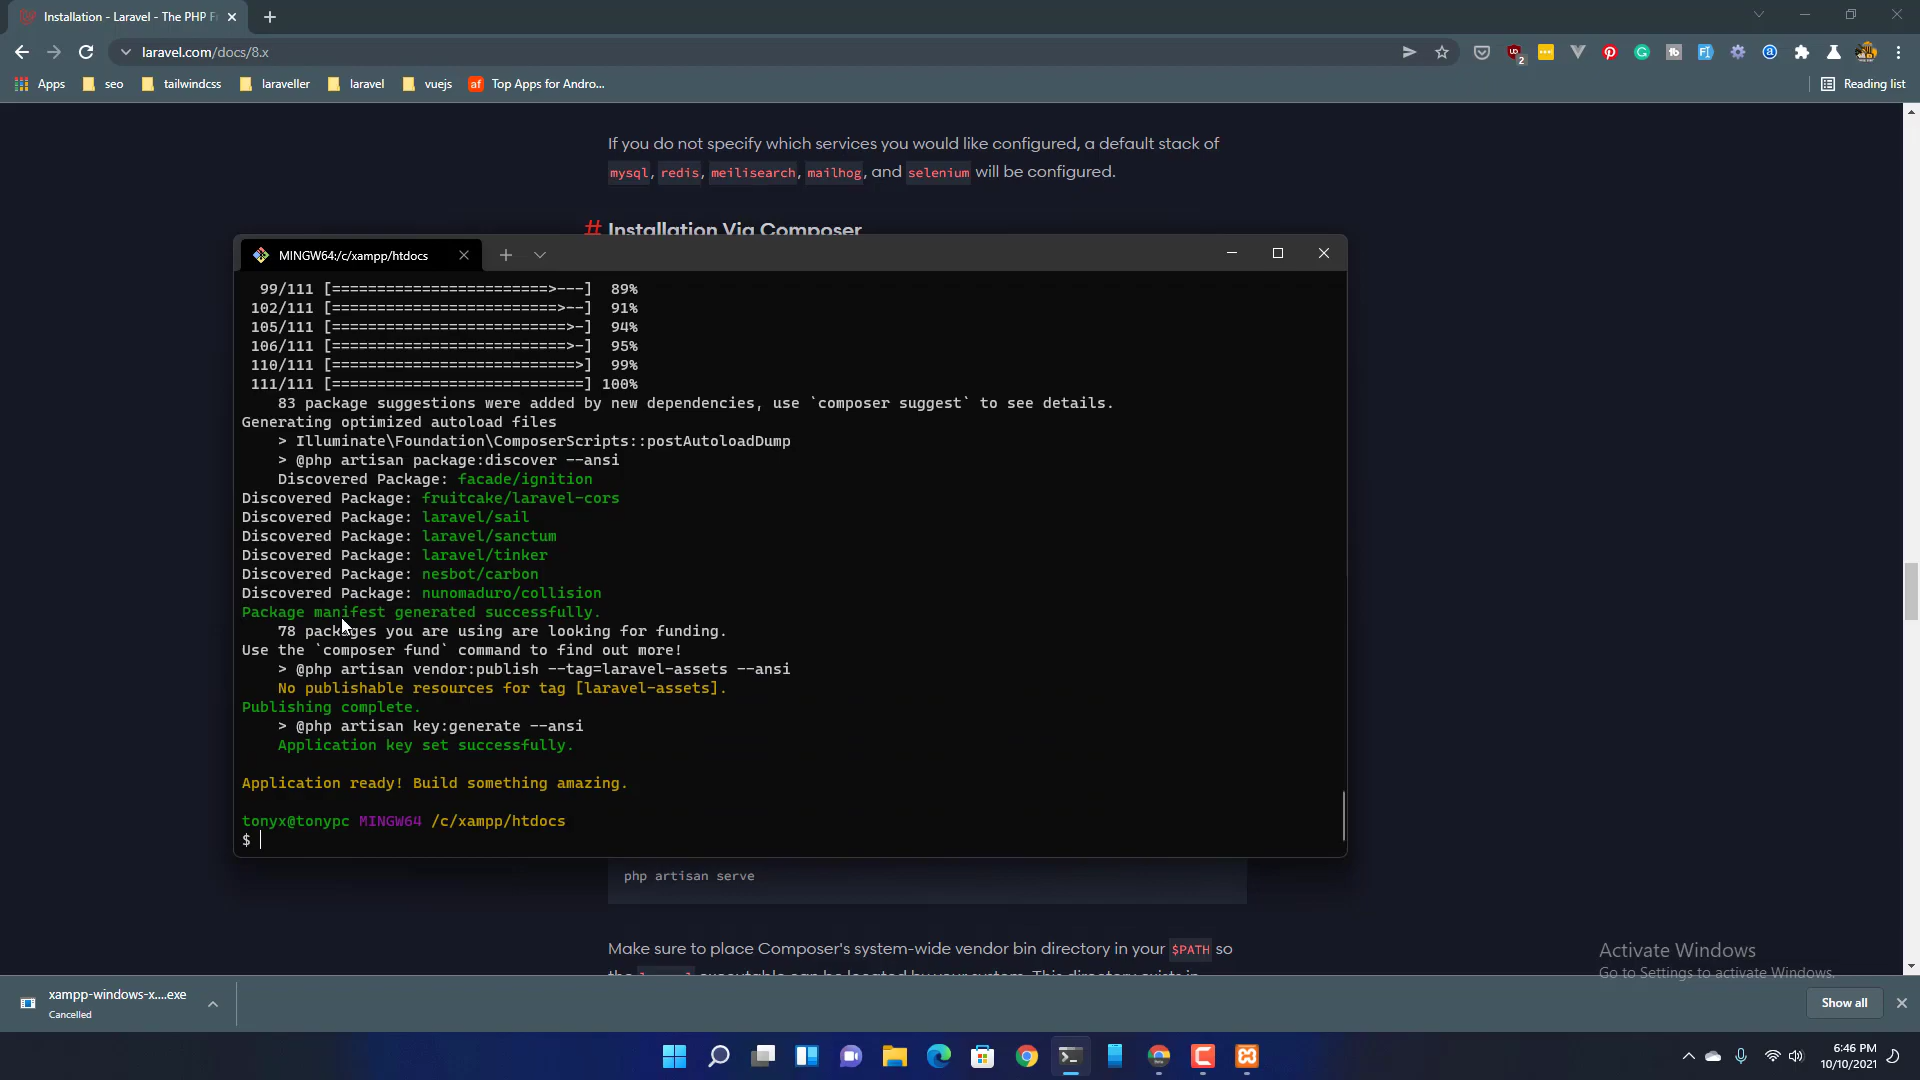 Installation - Laravel - The PHP F
laravel.com/docs/8.x
2
Apps seo tailwindcss laraveller laravel vuejs af Top Apps for Andro... Reading list
If you do not specify which services you would like configured, a default stack of
mysql, redis, meilisearch, mailhog, and selenium will be configured.
# Installation Via Composer
MINGW64:/c/xampp/htdocs
99/111 [========================>---]  89%
102/111 [=========================>--]  91%
105/111 [==========================>-]  94%
106/111 [==========================>-]  95%
110/111 [===========================>]  99%
111/111 [============================] 100%
83 package suggestions were added by new dependencies, use `composer suggest` to see details.
Generating optimized autoload files
> Illuminate\Foundation\ComposerScripts::postAutoloadDump
> @php artisan package:discover --ansi
Discovered Package: facade/ignition
Discovered Package: fruitcake/laravel-cors
Discovered Package: laravel/sail
Discovered Package: laravel/sanctum
Discovered Package: laravel/tinker
Discovered Package: nesbot/carbon
Discovered Package: nunomaduro/collision
Package manifest generated successfully.
78 packages you are using are looking for funding.
Use the `composer fund` command to find out more!
> @php artisan vendor:publish --tag=laravel-assets --ansi
No publishable resources for tag [laravel-assets].
Publishing complete.
> @php artisan key:generate --ansi
Application key set successfully.
Application ready! Build something amazing.
tonyx@tonypc MINGW64 /c/xampp/htdocs
$
php artisan serve
Make sure to place Composer's system-wide vendor bin directory in your $PATH so
Activate Windows
Go to Settings to activate Windows.
xampp-windows-x....exe
Cancelled
Show all
6:46 PM
10/10/2021